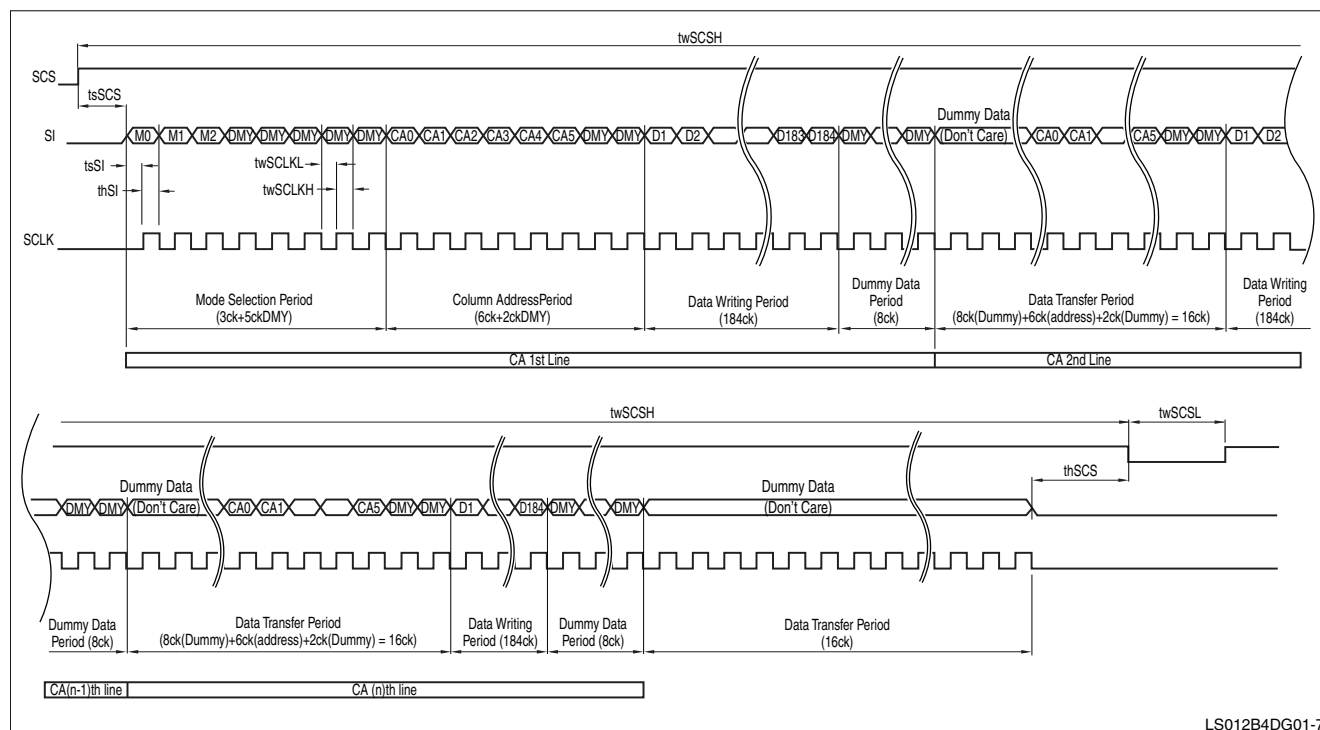 twSCSH
SCS
tsSCS
Dummy Data
SI M0 M1 M2 DMY DMY DMY DMY DMY CA0 CA1 CA2 CA3 CA4 CA5 DMY DMY D1 D2 D183 D184 DMY DMY (Don't Care) CA0 CA1 CA5 DMY DMY D1 D2
tsSI twSCLKL
thSI twSCLKH
SCLK
Mode Selection Period
(3ck+5ckDMY)
Column AddressPeriod
(6ck+2ckDMY)
Data Writing Period
(184ck)
Dummy Data
Period
(8ck)
Data Transfer Period
(8ck(Dummy)+6ck(address)+2ck(Dummy) = 16ck)
Data Writing
Period
(184ck)
CA 1st Line CA 2nd Line
twSCSH twSCSL
thSCS
Dummy Data Dummy Data
DMY DMY (Don't Care) CA0 CA1 CA5 DMY DMY D1 D184 DMY DMY (Don't Care)
Dummy Data
Period (8ck)
Data Transfer Period
(8ck(Dummy)+6ck(address)+2ck(Dummy) = 16ck)
Data Writing
Period (184ck)
Dummy Data
Period (8ck)
Data Transfer Period
(16ck)
CA(n-1)th line CA (n)th line
LS012B4DG01-7